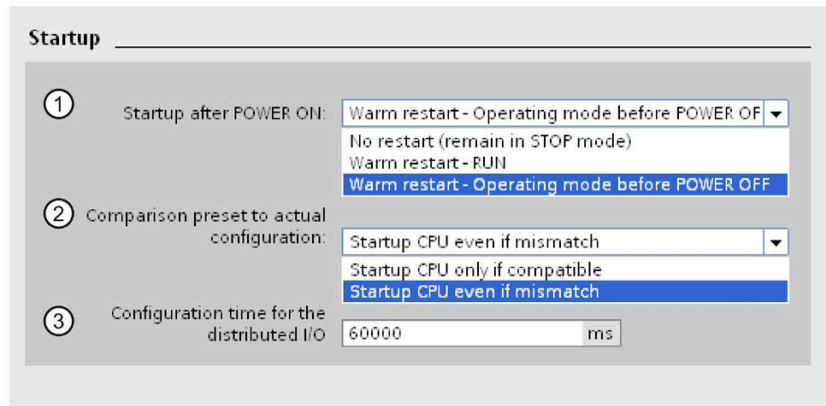 Startup
1
Startup after POWER ON:
Warm restart - Operating mode before POWER OF
No restart (remain in STOP mode)
Warm restart - RUN
Warm restart - Operating mode before POWER OFF
2
Comparison preset to actual
configuration:
Startup CPU even if mismatch
Startup CPU only if compatible
Startup CPU even if mismatch
3
Configuration time for the
distributed I/O
60000 ms